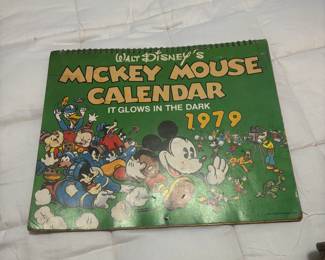 WALT DISNEY'S
MICKEY MOUSE
CALENDAR
IT GLOWS IN THE DARK
1979